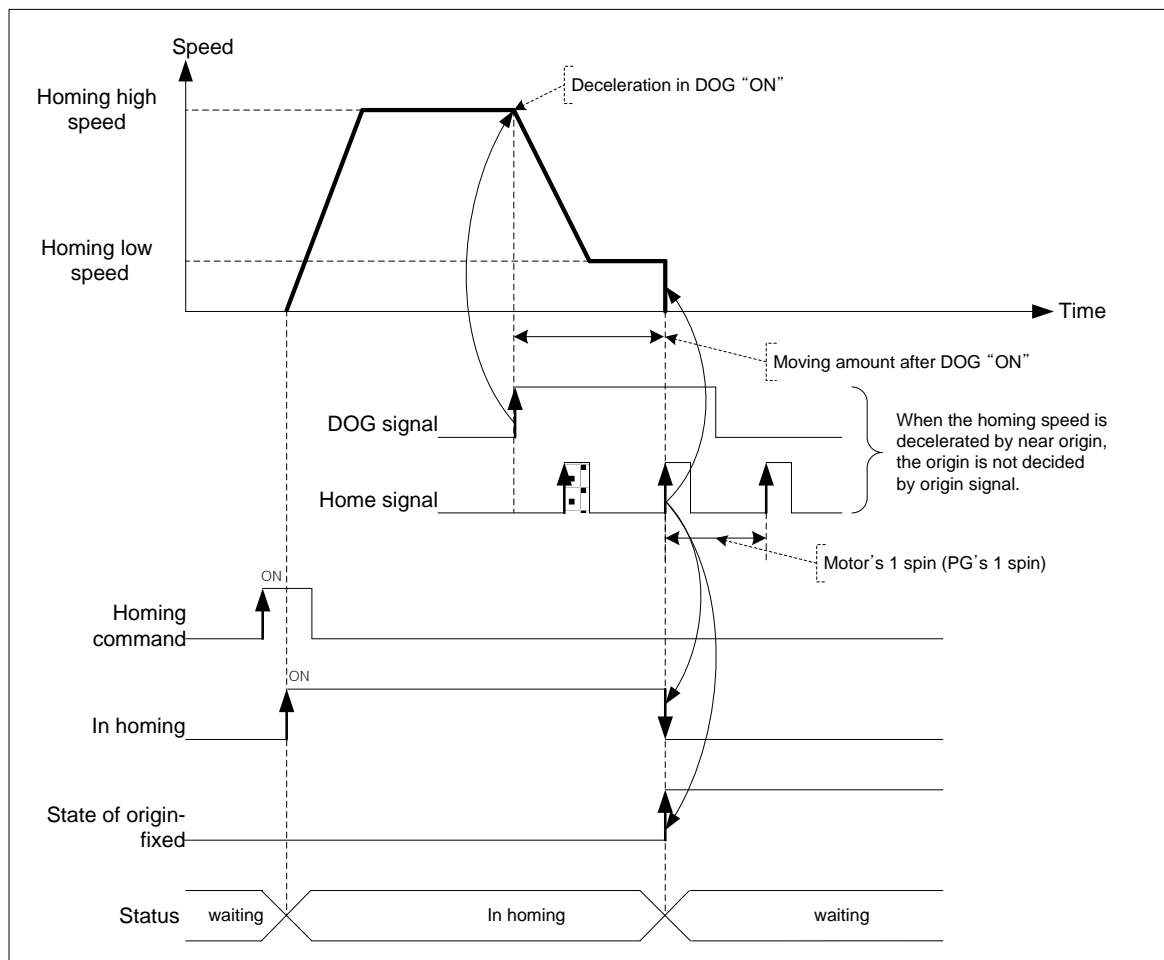 Speed
Homing high
speed
Deceleration in DOG “ON”
Homing low
speed
Time
Moving amount after DOG “ON”
DOG signal
When the homing speed is
decelerated by near origin,
the origin is not decided
by origin signal.
Home signal
Motor’s 1 spin (PG’s 1 spin)
ON
Homing
command
ON
In homing
State of origin-
fixed
Status
waiting
In homing
waiting